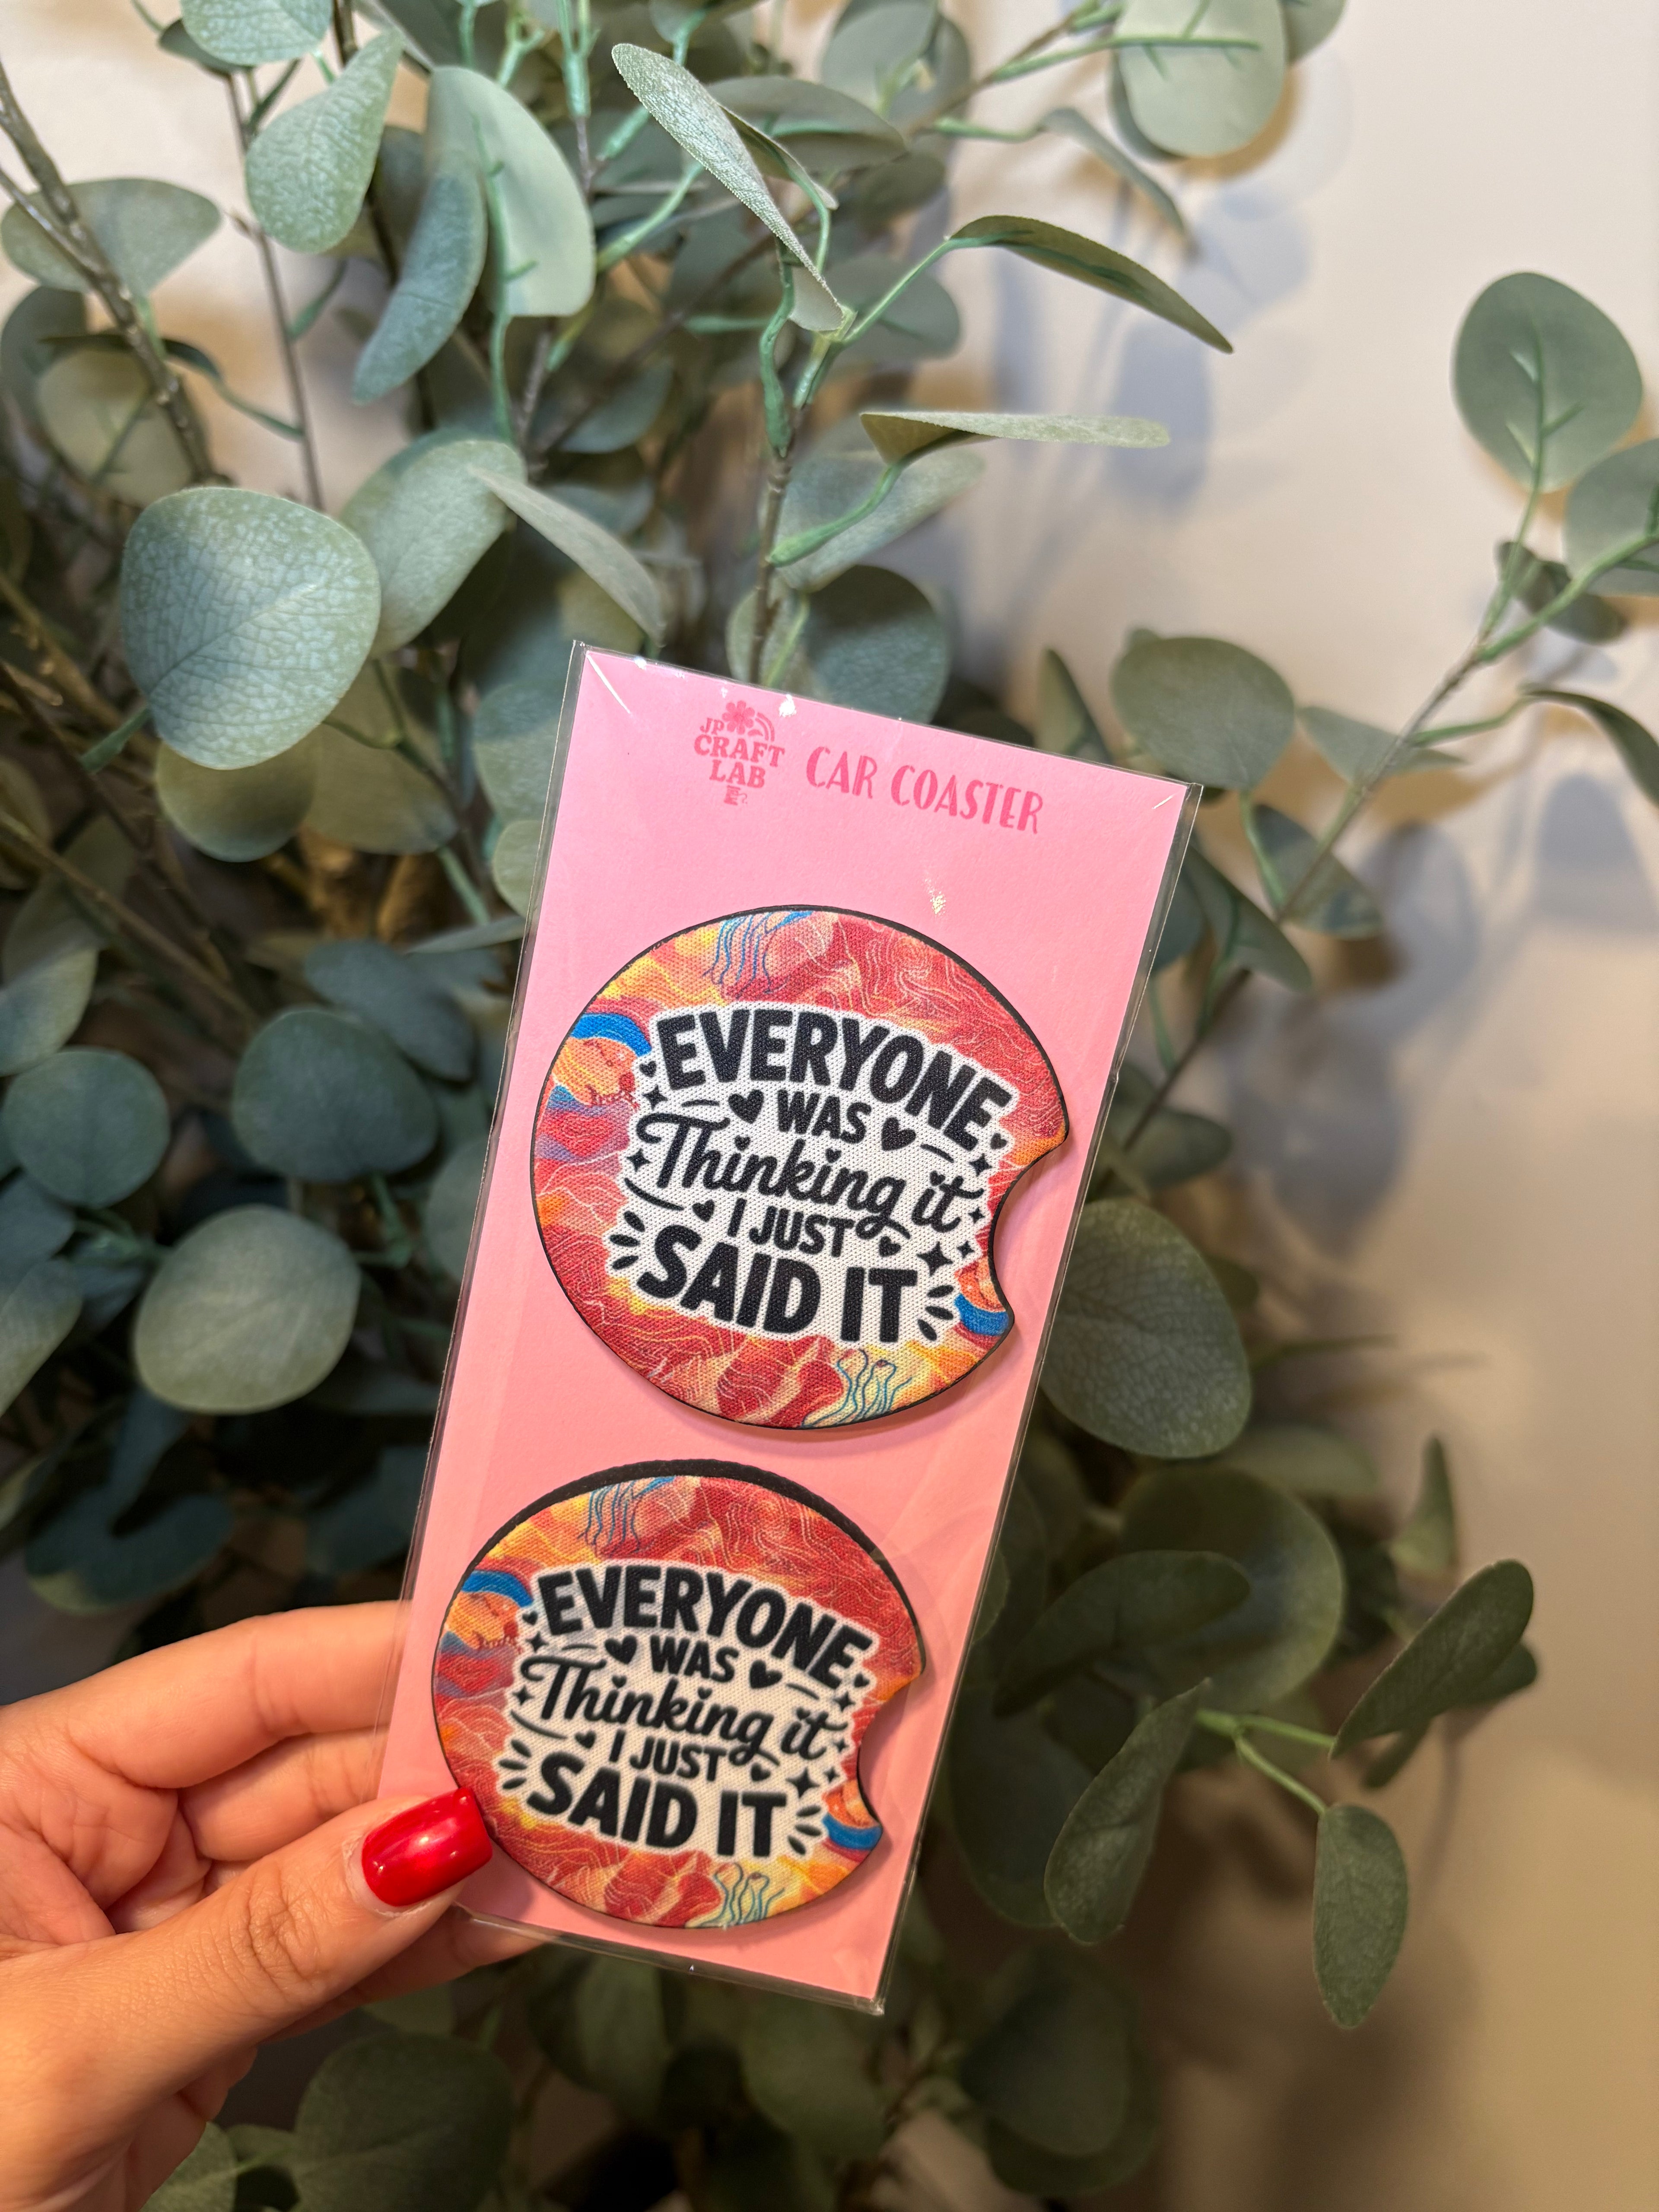 JP
CRAFT
LAB
CAR COASTER
EVERYONE
WAS
Thinking it
I JUST
SAID IT
EVERYONE
WAS
Thinking it
I JUST
SAID IT